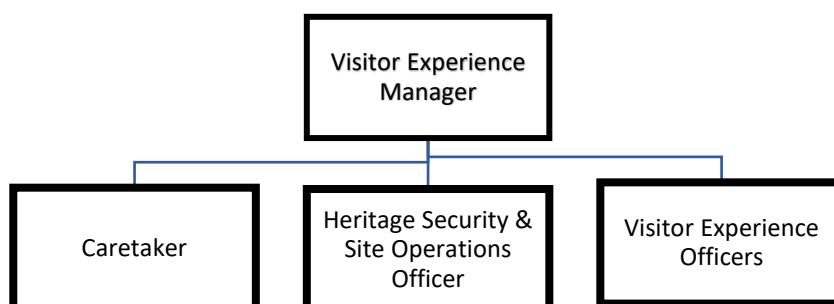 Visitor Experience
Manager
Caretaker
Heritage Security &
Site Operations
Officer
Visitor Experience
Officers